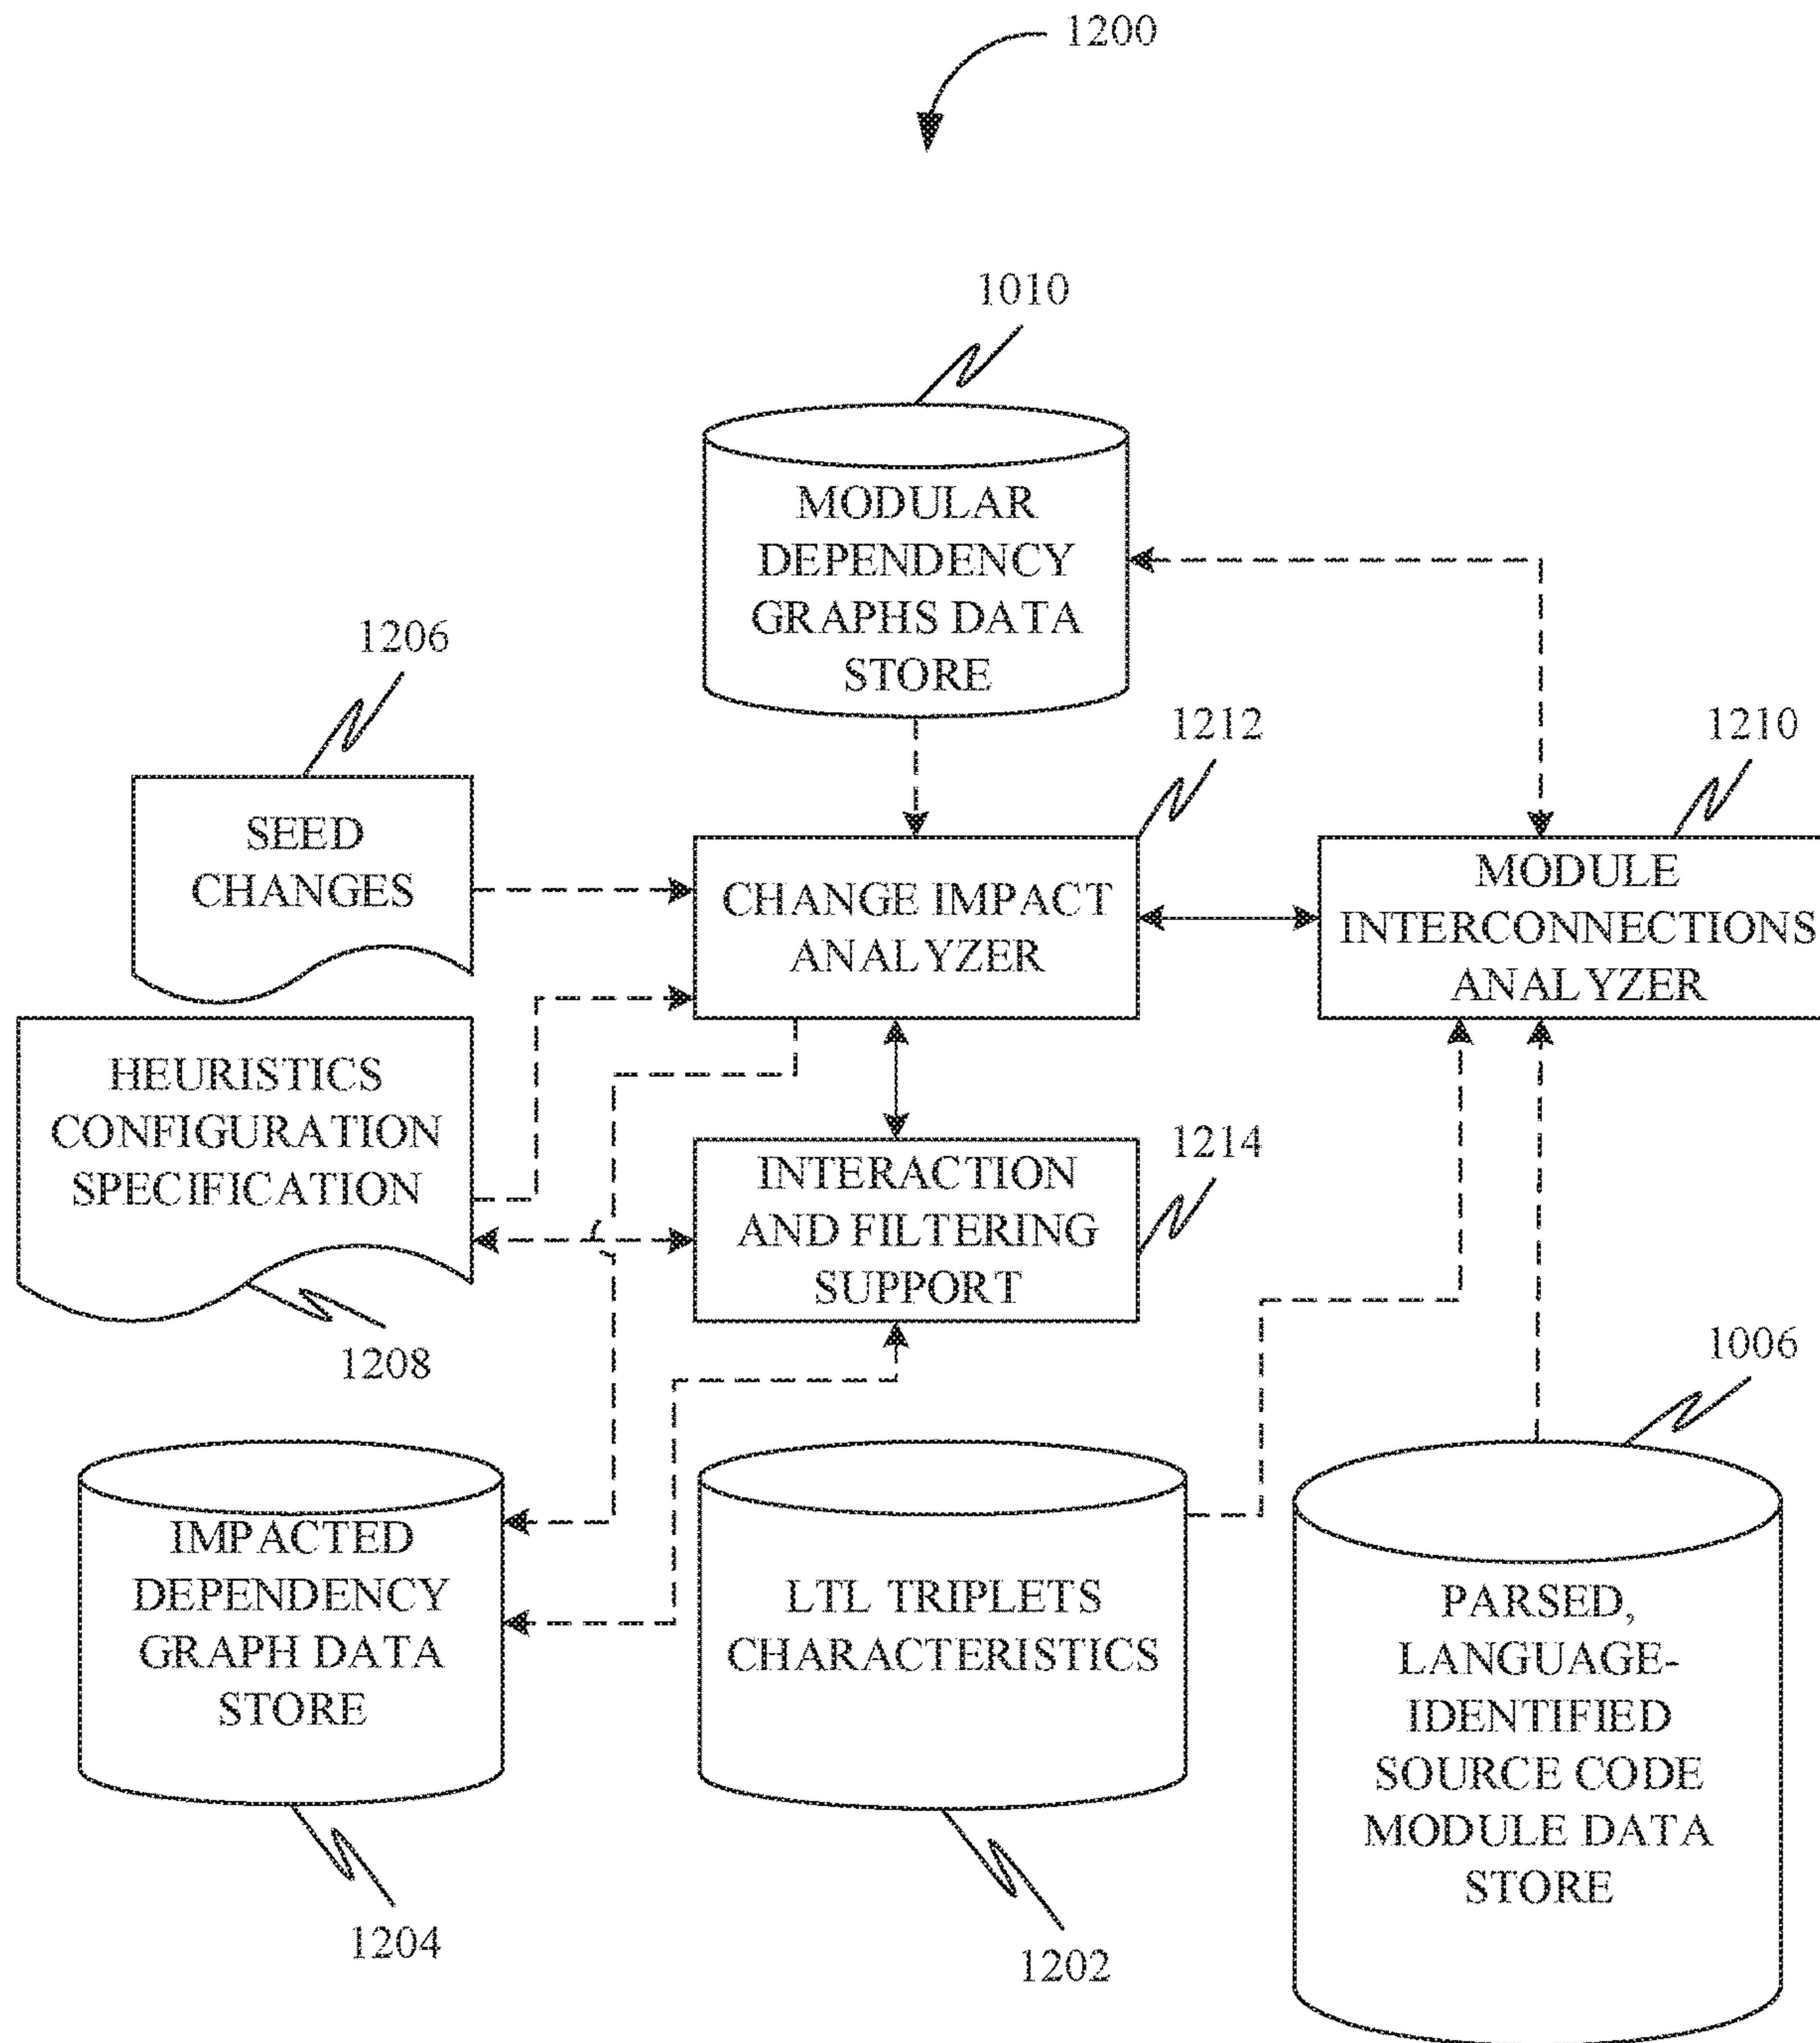 1200
1010
MODULAR
DEPENDENCY
GRAPHS DATA
STORE
1206
1212
1210
SEED
CHANGES
CHANGE IMPACT
ANALYZER
MODULE
INTERCONNECTIONS
ANALYZER
HEURISTICS
CONFIGURATION
SPECIFICATION
1214
INTERACTION
AND FILTERING
SUPPORT
1208
1006
IMPACTED
DEPENDENCY
GRAPH DATA
STORE
LTL TRIPLETS
CHARACTERISTICS
PARSED,
LANGUAGE-
IDENTIFIED
SOURCE CODE
MODULE DATA
STORE
1204
1202